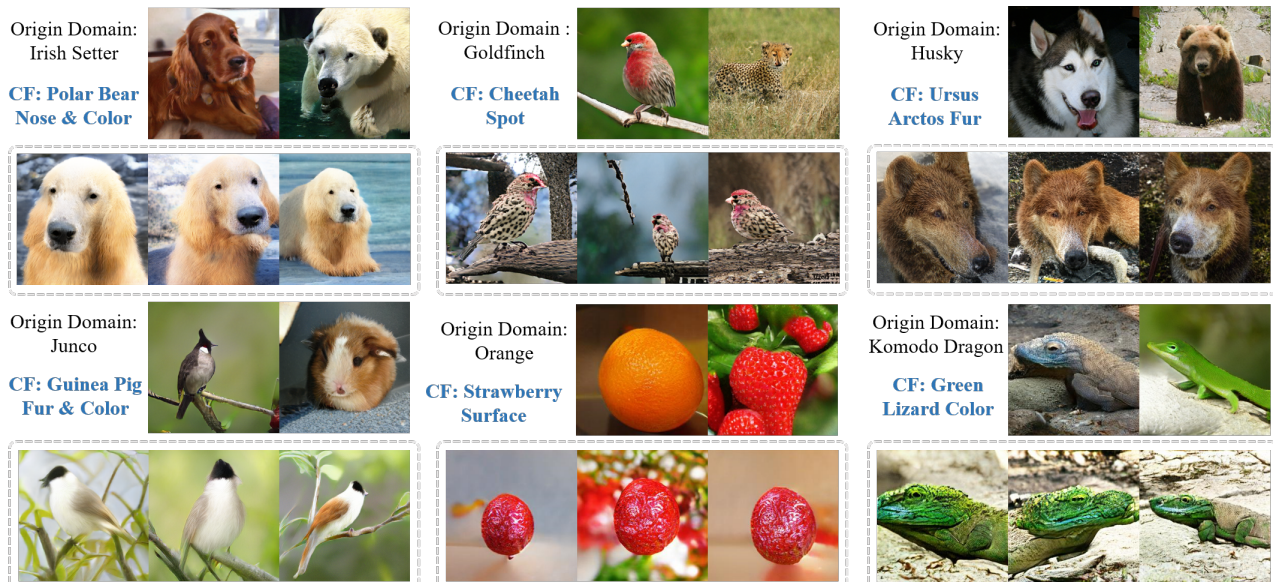 Origin Domain:
Irish Setter
CF: Polar Bear
Nose & Color
Origin Domain :
Goldfinch
CF: Cheetah
Spot
Origin Domain:
Husky
CF: Ursus
Arctos Fur
Origin Domain:
Junco
CF: Guinea Pig
Fur & Color
Origin Domain:
Orange
CF: Strawberry
Surface
Origin Domain:
Komodo Dragon
CF: Green
Lizard Color